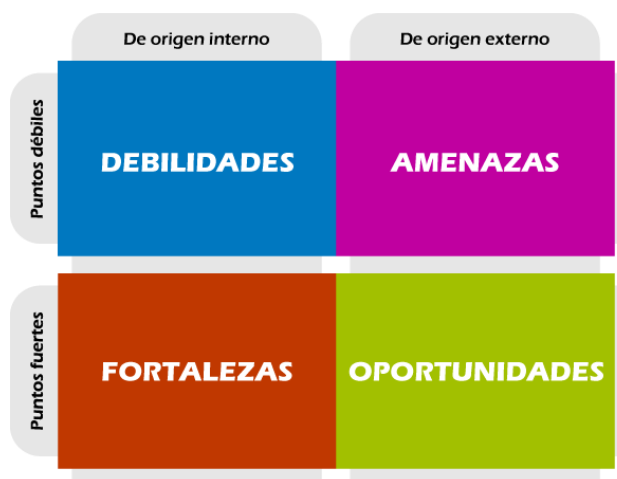 De origen interno
De origen externo
Puntos débiles
DEBILIDADES
AMENAZAS
Puntos fuertes
FORTALEZAS
OPORTUNIDADES